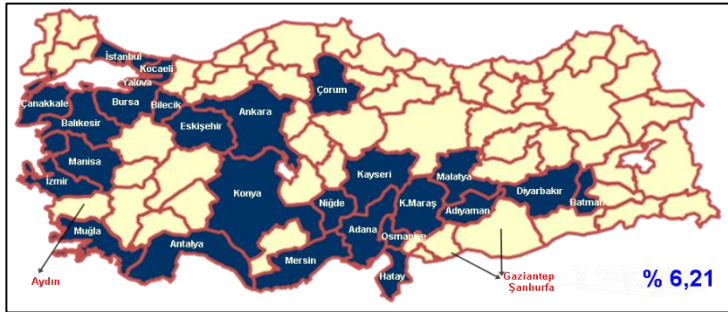 İstanbul
Kocaeli
Yalova
Çanakkale
Bursa
Bilecik
Balıkesir
Eskişehir
Ankara
Çorum
Manisa
İzmir
Konya
Kayseri
Malatya
Diyarbakır
Batman
Niğde
K.Maraş
Adıyaman
Muğla
Antalya
Adana
Osmaniye
Mersin
Hatay
Aydın
Gaziantep
Şanlıurfa
% 6,21